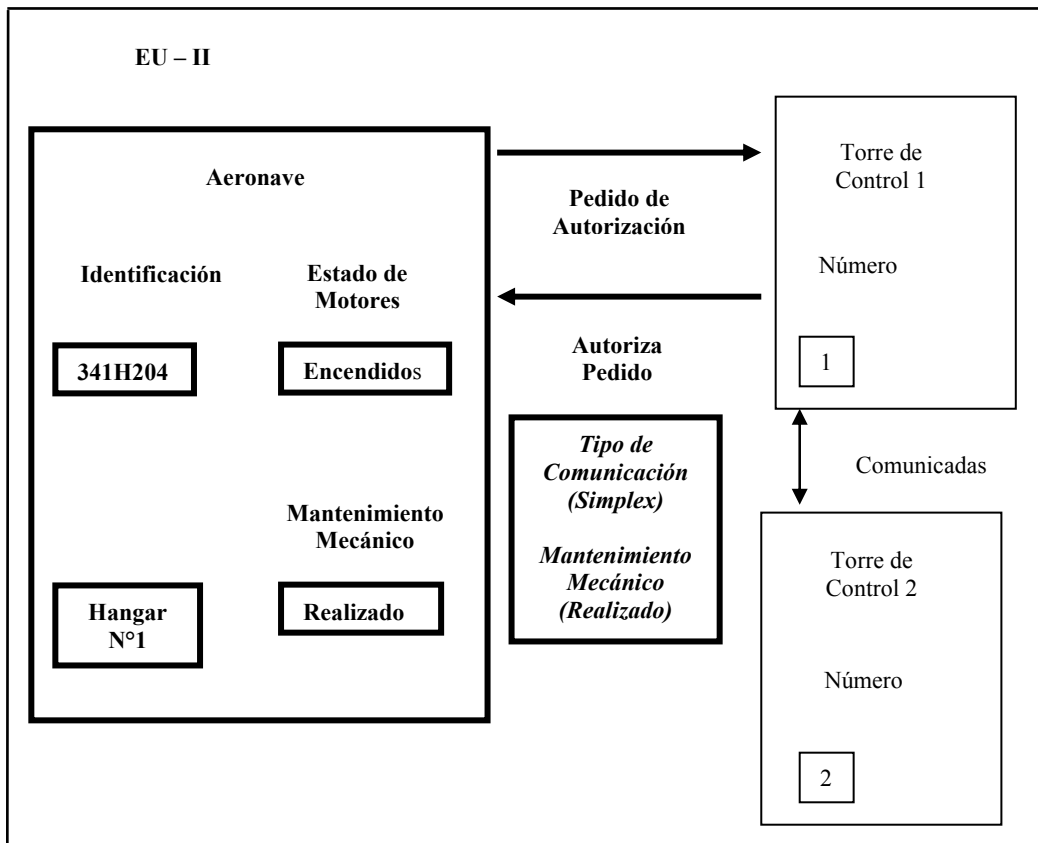 EU – II
Aeronave
Identificación
341H204
Estado de
Motores
Encendidos
Hangar
N°1
Mantenimiento
Mecánico
Realizado
Pedido de
Autorización
Autoriza
Pedido
Tipo de
Comunicación
(Simplex)
Mantenimiento
Mecánico
(Realizado)
Torre de
Control 1
Número
1
Comunicadas
Torre de
Control 2
Número
2